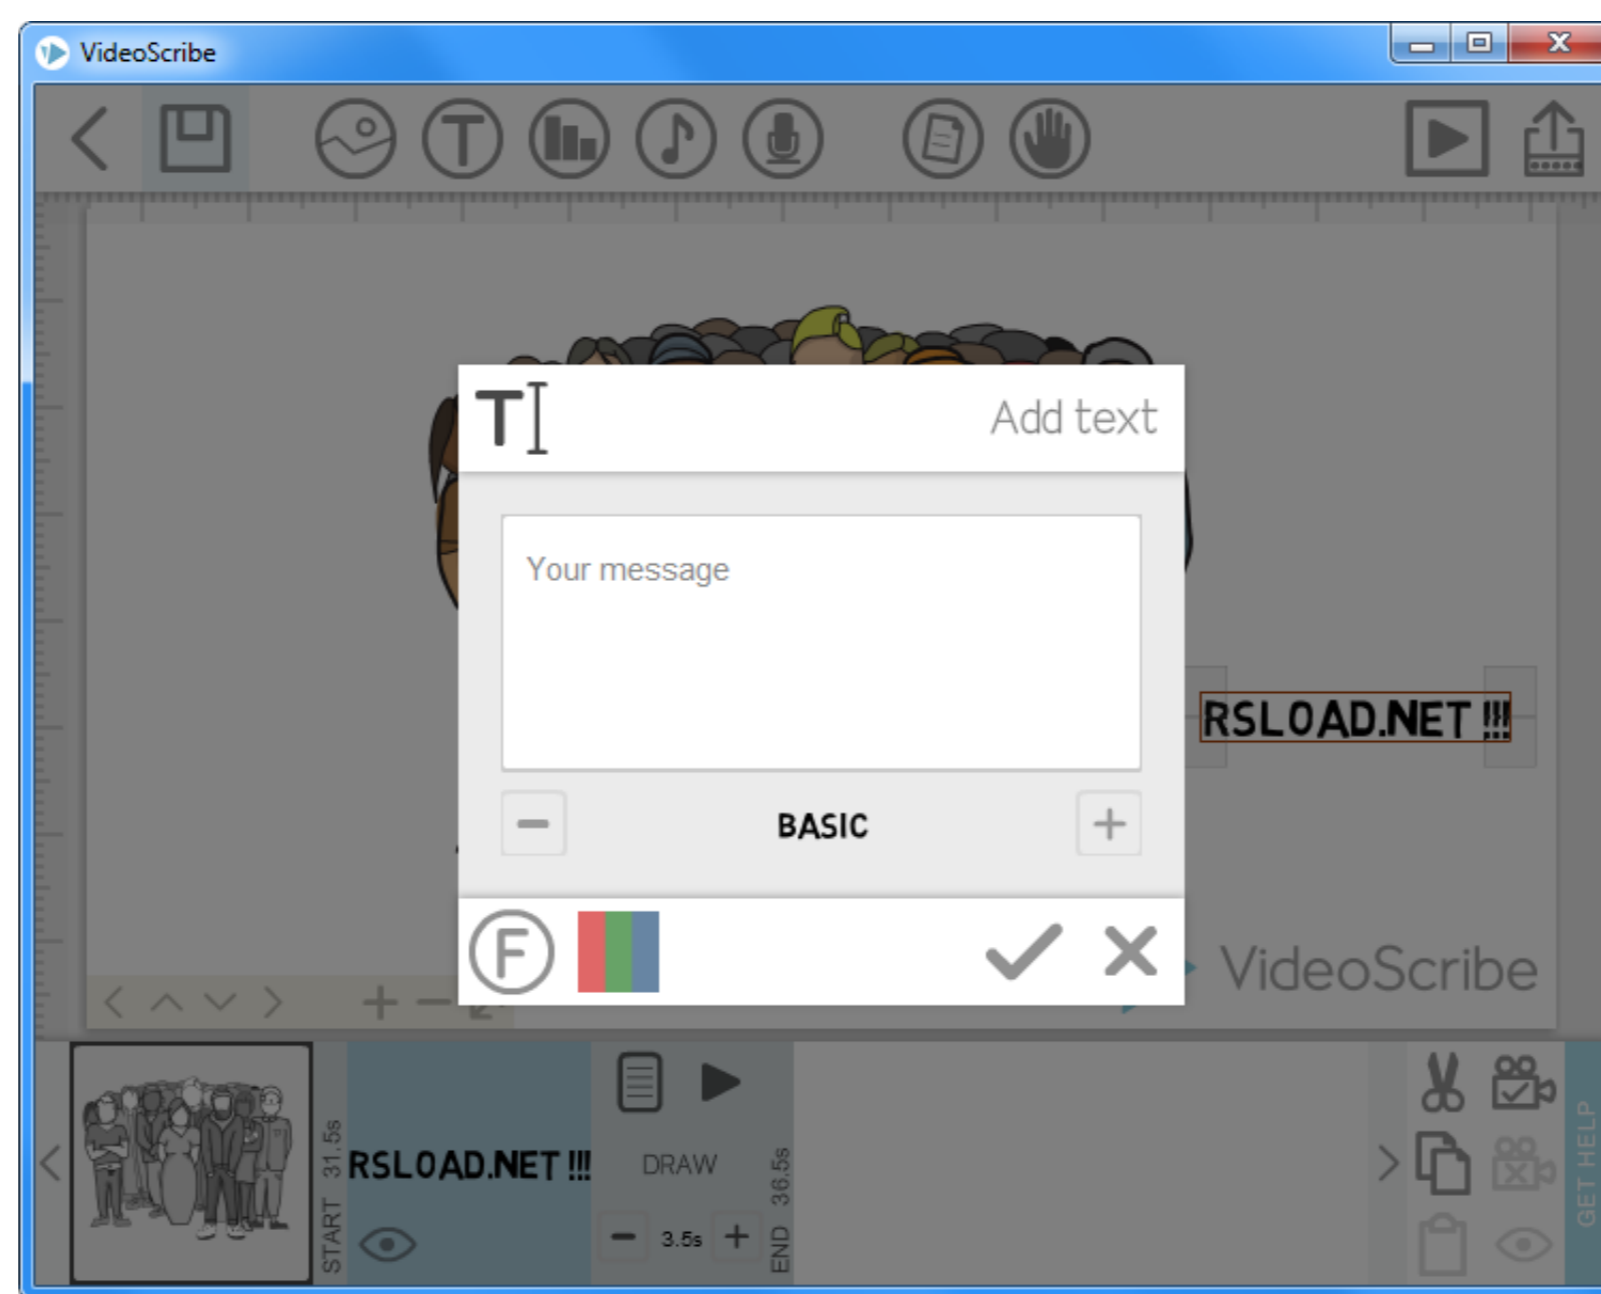 VideoScribe
Add text
Your message
RSLOAD.NET !!!
BASIC
VideoScribe
START 31.5s
RSLOAD.NET !!!
DRAW
3.5s
END 36.5s
GET HELP